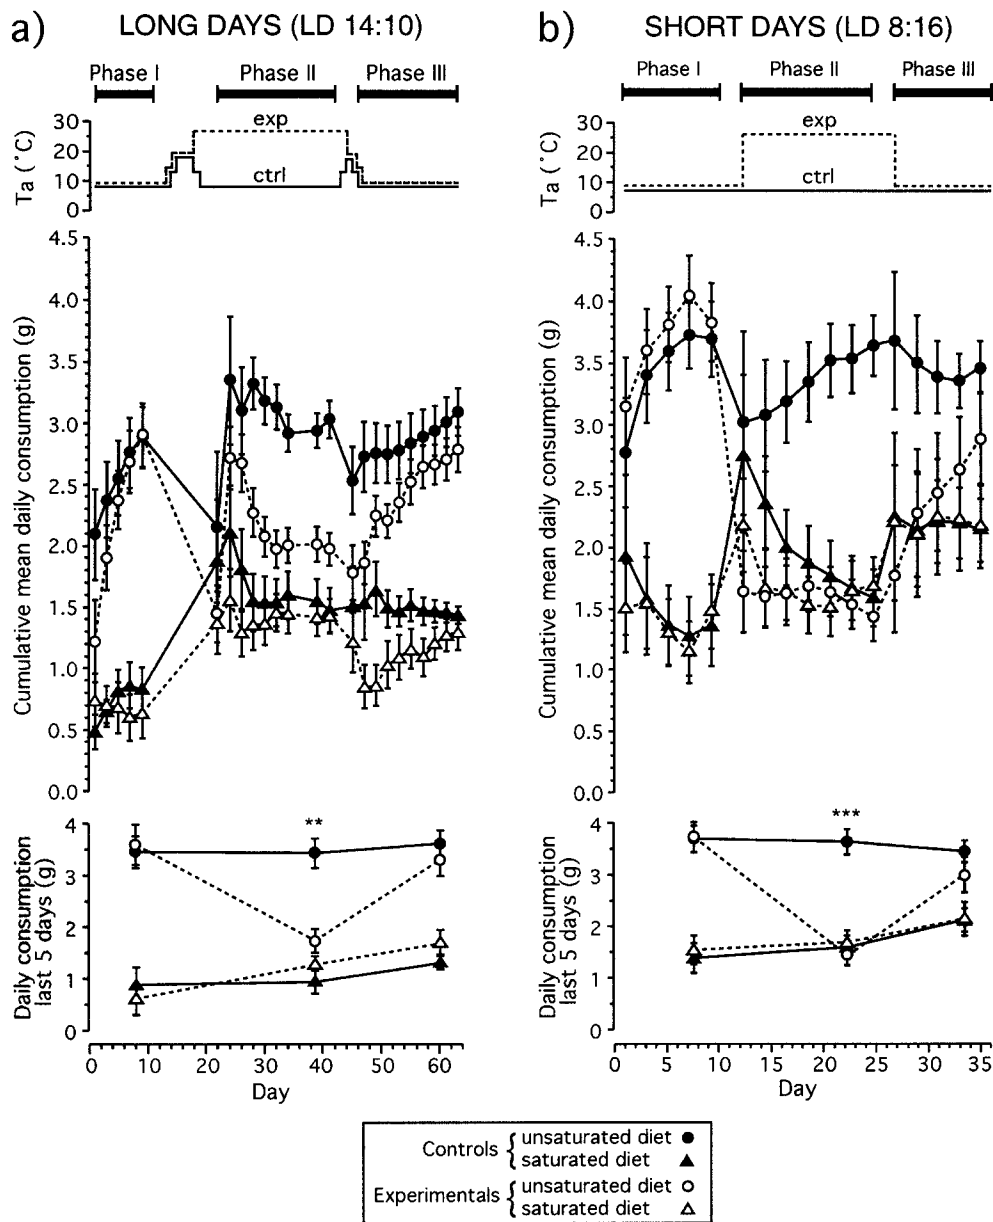 a) LONG DAYS (LD 14:10)
Phase I Phase II Phase III
Ta (˚C)
30
20
10
0
exp
ctrl
Cumulative mean daily consumption (g)
4.5
4.0
3.5
3.0
2.5
2.0
1.5
1.0
0.5
0.0
Daily consumption
last 5 days (g)
4
3
2
1
0
**
0 10 20 30 40 50 60
Day
b) SHORT DAYS (LD 8:16)
Phase I Phase II Phase III
Ta (˚C)
30
20
10
0
exp
ctrl
Cumulative mean daily consumption (g)
4.5
4.0
3.5
3.0
2.5
2.0
1.5
1.0
0.5
0.0
Daily consumption
last 5 days (g)
4
3
2
1
0
***
0 5 10 15 20 25 30 35
Day
Controls { unsaturated diet
saturated diet
Experimentals { unsaturated diet
saturated diet